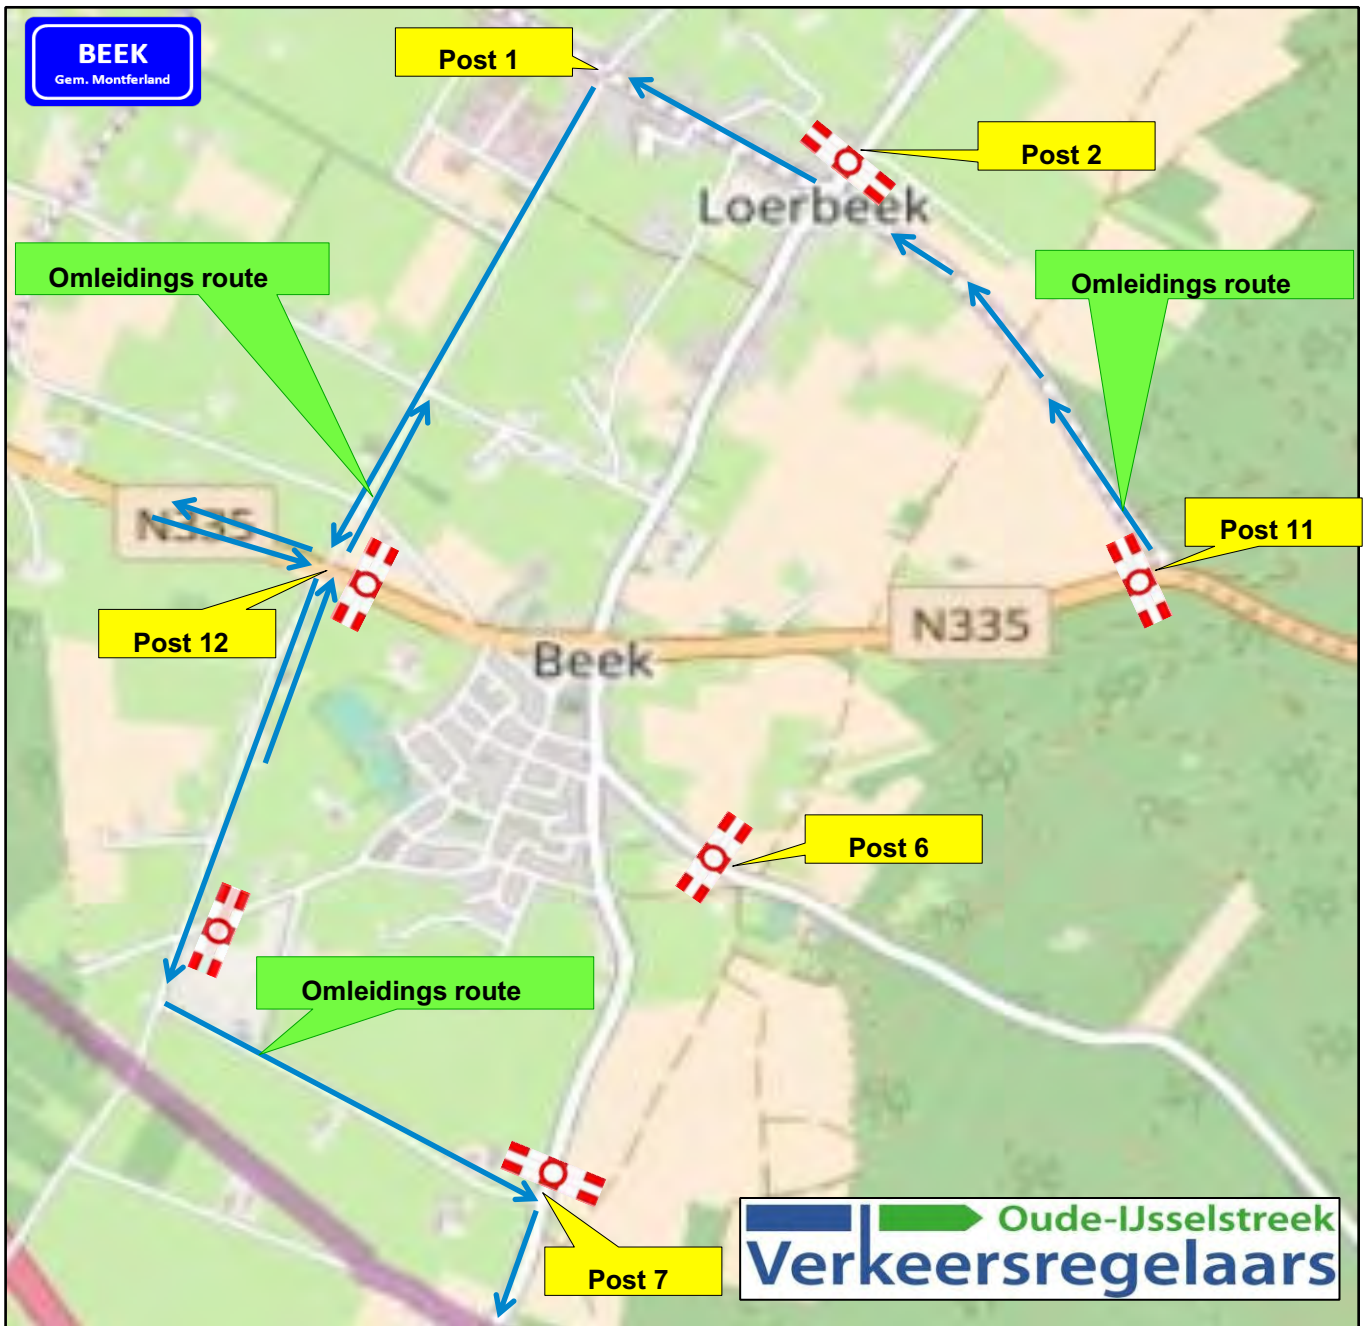 BEEK
Gem. Montferland
Post 1
Post 2
Loerbeek
Omleidings route
Omleidings route
N335
Post 11
Post 12
N335
Beek
Post 6
Omleidings route
Post 7
Oude-IJsselstreek
Verkeersregelaars